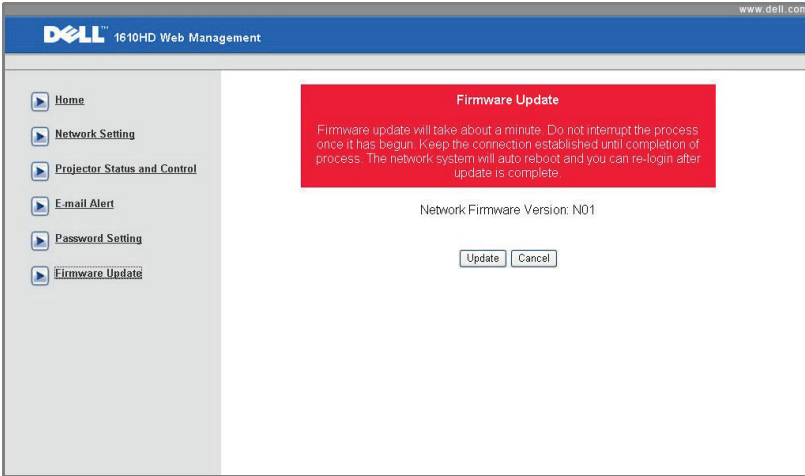 www.dell.com
DELL™ 1610HD Web Management
Home
Network Setting
Projector Status and Control
E-mail Alert
Password Setting
Firmware Update
Firmware Update
Firmware update will take about a minute. Do not interrupt the process
once it has begun. Keep the connection established until completion of
process. The network system will auto reboot and you can re-login after
update is complete.
Network Firmware Version: N01
Update Cancel